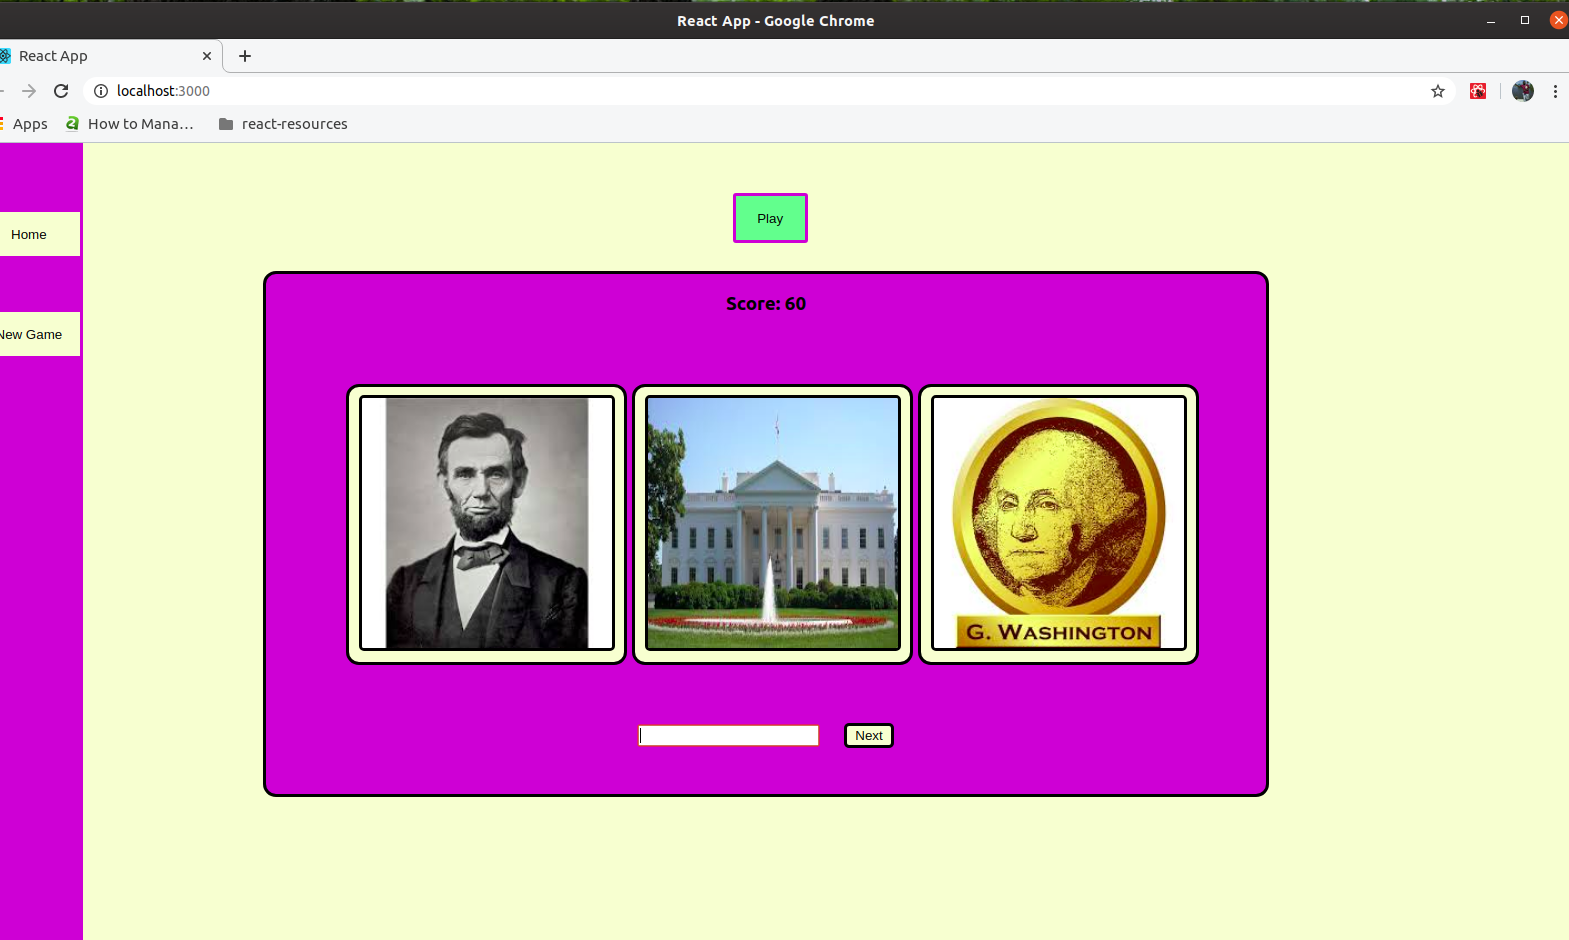 React App - Google Chrome
React App
localhost:3000
Apps
How to Mana...
react-resources
Home
New Game
Play
Score: 60
G. WASHINGTON
Next